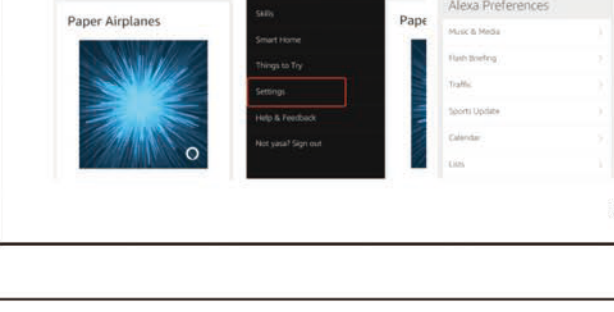 Paper Airplanes
Skills
Smart Home
Things to Try
Settings
Help & Feedback
Not yasa? Sign out
Pape
Alexa Preferences
Music & Media
Flash Briefing
Traffic
Sports Update
Calendar
Lists